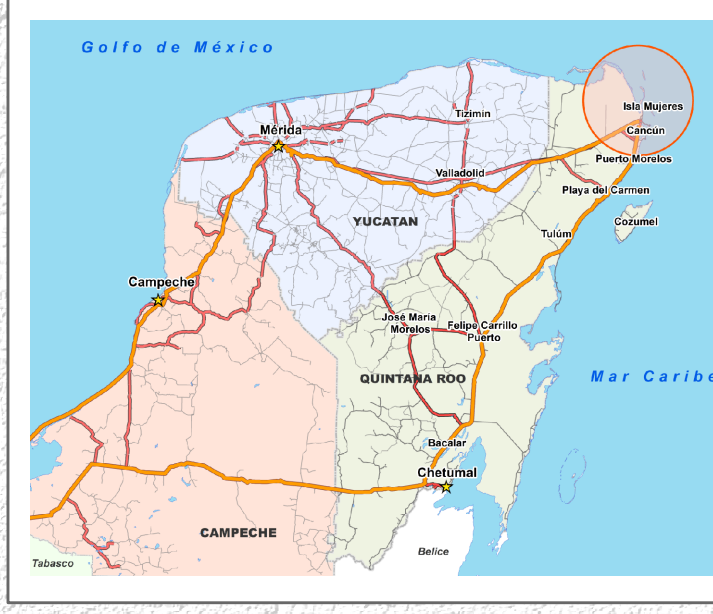 Golfo de México
Isla Mujeres
Tizimin
Mérida
Cancún
Puerto Morelos
Valladolid
Playa del Carmen
YUCATAN
Cozumel
Tulúm
Campeche
José María
Morelos
Felipe Carrillo
Puerto
QUINTANA ROO
Mar Caribe
Bacalar
Chetumal
CAMPECHE
Belice
Tabasco